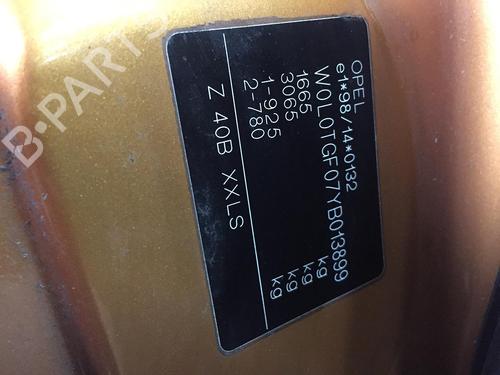 OPEL
e1*98/14*0132
W0L0TGF07YB013899
1665 kg
3065 kg
1-925 kg
2-780 kg
Z 40B XXLS
B-PARTS